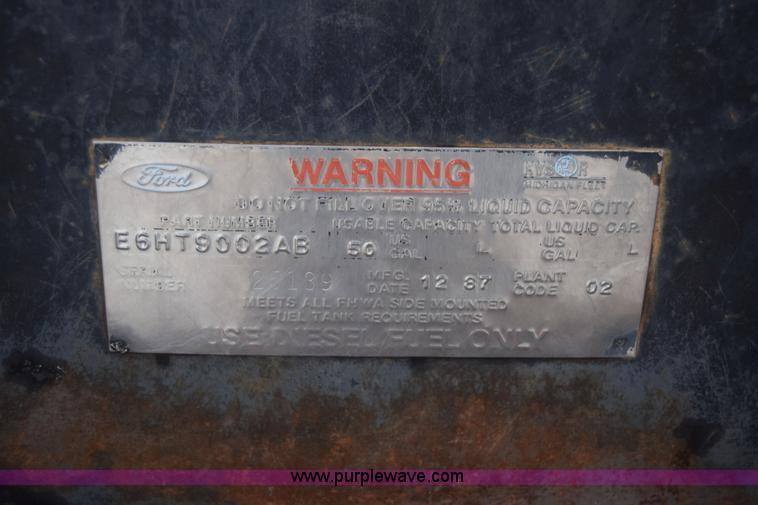 Ford WARNING
MICHIGAN FLEET
DO NOT FILL OVER 95% LIQUID CAPACITY
PART NUMBER USABLE CAPACITY TOTAL LIQUID CAP.
E6HT9002AB 50 US GAL L US GAL L
SERIAL NUMBER MFG. DATE 12 87 PLANT CODE 02
MEETS ALL FHWA SIDE MOUNTED
FUEL TANK REQUIREMENTS
USE DIESEL FUEL ONLY
www.purplewave.com